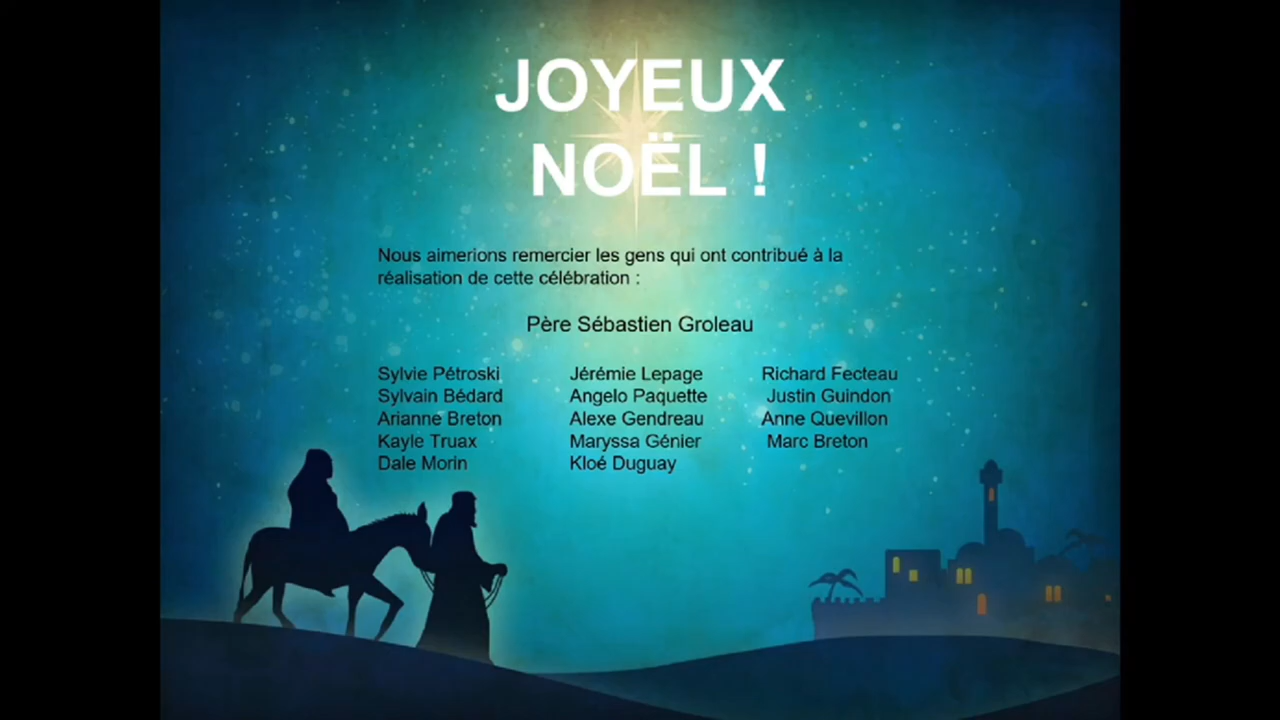 JOYEUX
NOËL !
Nous aimerions remercier les gens qui ont contribué à la
réalisation de cette célébration :
Père Sébastien Groleau
Sylvie Pétroski
Sylvain Bédard
Arianne Breton
Kayle Truax
Dale Morin
Jérémie Lepage
Angelo Paquette
Alexe Gendreau
Maryssa Génier
Kloé Duguay
Richard Fecteau
Justin Guindon
Anne Quevillon
Marc Breton